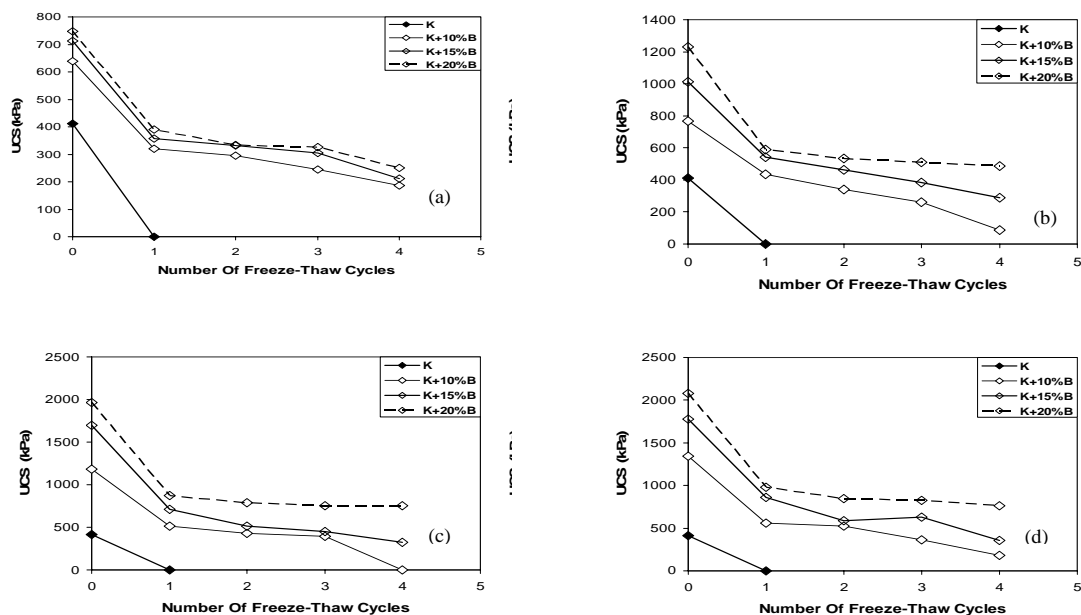 800
700
600
500
400
300
200
100
0
UCS (kPa)
K
K+10%B
K+15%B
K+20%B
(a)
0 1 2 3 4 5
Number Of Freeze-Thaw Cycles
1400
1200
1000
800
600
400
200
0
UCS (kPa)
K
K+10%B
K+15%B
K+20%B
(b)
0 1 2 3 4 5
Number Of Freeze-Thaw Cycles
2500
2000
1500
1000
500
0
UCS (kPa)
K
K+10%B
K+15%B
K+20%B
(c)
0 1 2 3 4 5
Number Of Freeze-Thaw Cycles
2500
2000
1500
1000
500
0
UCS (kPa)
K
K+10%B
K+15%B
K+20%B
(d)
0 1 2 3 4 5
Number Of Freeze-Thaw Cycles